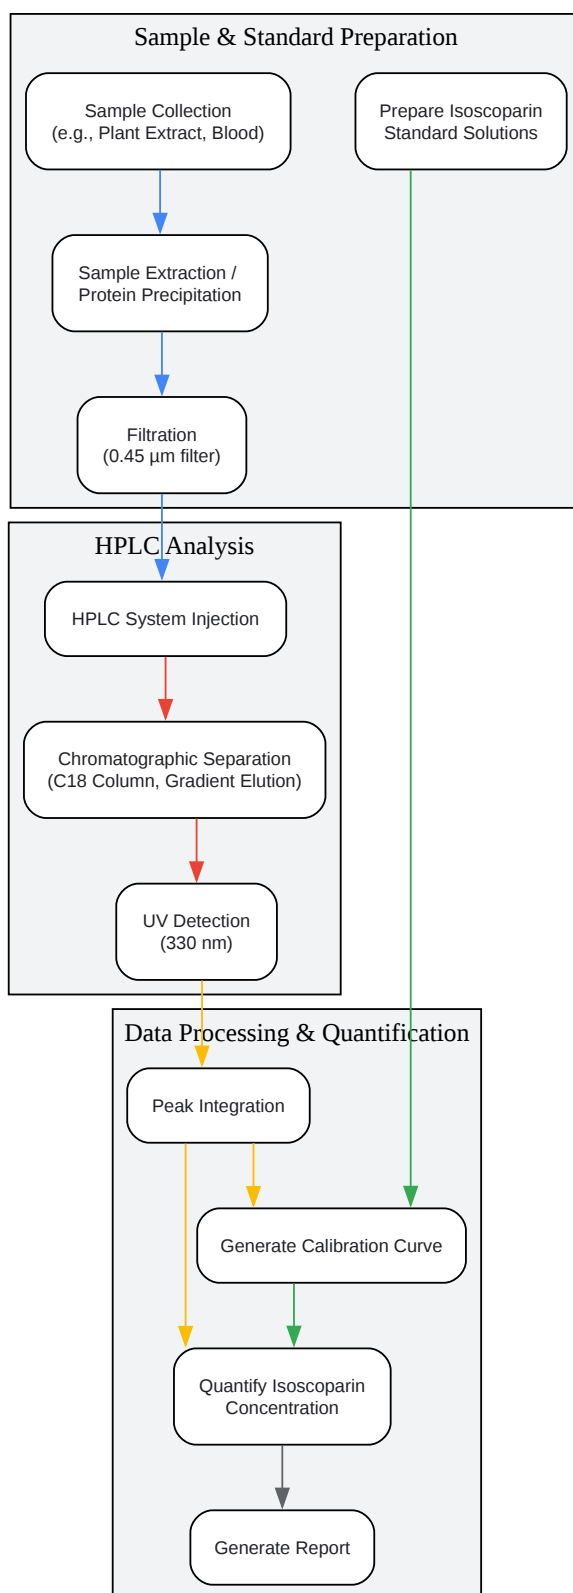 Sample & Standard Preparation
Sample Collection
(e.g., Plant Extract, Blood)
Prepare Isoscoparin
Standard Solutions
Sample Extraction /
Protein Precipitation
Filtration
(0.45 µm filter)
HPLC Analysis
HPLC System Injection
Chromatographic Separation
(C18 Column, Gradient Elution)
UV Detection
(330 nm)
Data Processing & Quantification
Peak Integration
Generate Calibration Curve
Quantify Isoscoparin
Concentration
Generate Report